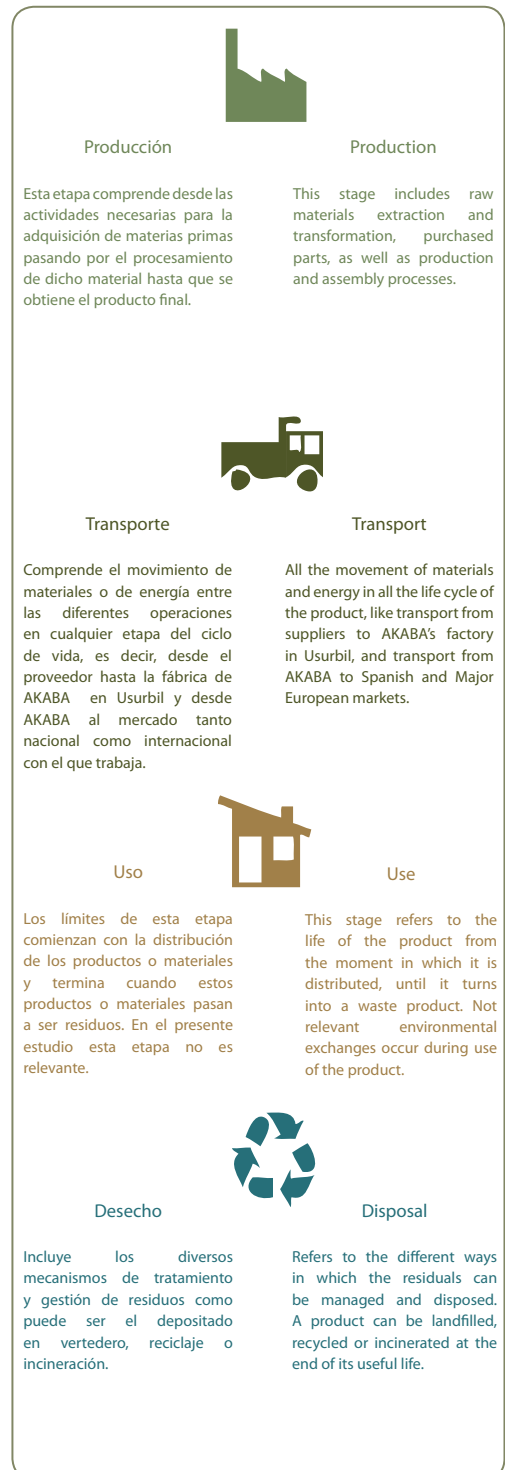 Producción
Esta etapa comprende desde las
actividades necesarias para la
adquisición de materias primas
pasando por el procesamiento
de dicho material hasta que se
obtiene el producto final.
Production
This stage includes raw
materials extraction and
transformation, purchased
parts, as well as production
and assembly processes.
Transporte
Comprende el movimiento de
materiales o de energía entre
las diferentes operaciones
en cualquier etapa del ciclo
de vida, es decir, desde el
proveedor hasta la fábrica de
AKABA en Usurbil y desde
AKABA al mercado tanto
nacional como internacional
con el que trabaja.
Transport
All the movement of materials
and energy in all the life cycle of
the product, like transport from
suppliers to AKABA's factory
in Usurbil, and transport from
AKABA to Spanish and Major
European markets.
Uso
Los límites de esta etapa
comienzan con la distribución
de los productos o materiales
y termina cuando estos
productos o materiales pasan
a ser residuos. En el presente
estudio esta etapa no es
relevante.
Use
This stage refers to the
life of the product from
the moment in which it is
distributed, until it turns
into a waste product. Not
relevant environmental
exchanges occur during use
of the product.
Desecho
Incluye los diversos
mecanismos de tratamiento
y gestión de residuos como
puede ser el depositado
en vertedero, reciclaje o
incineración.
Disposal
Refers to the different ways
in which the residuals can
be managed and disposed.
A product can be landfilled,
recycled or incinerated at the
end of its useful life.